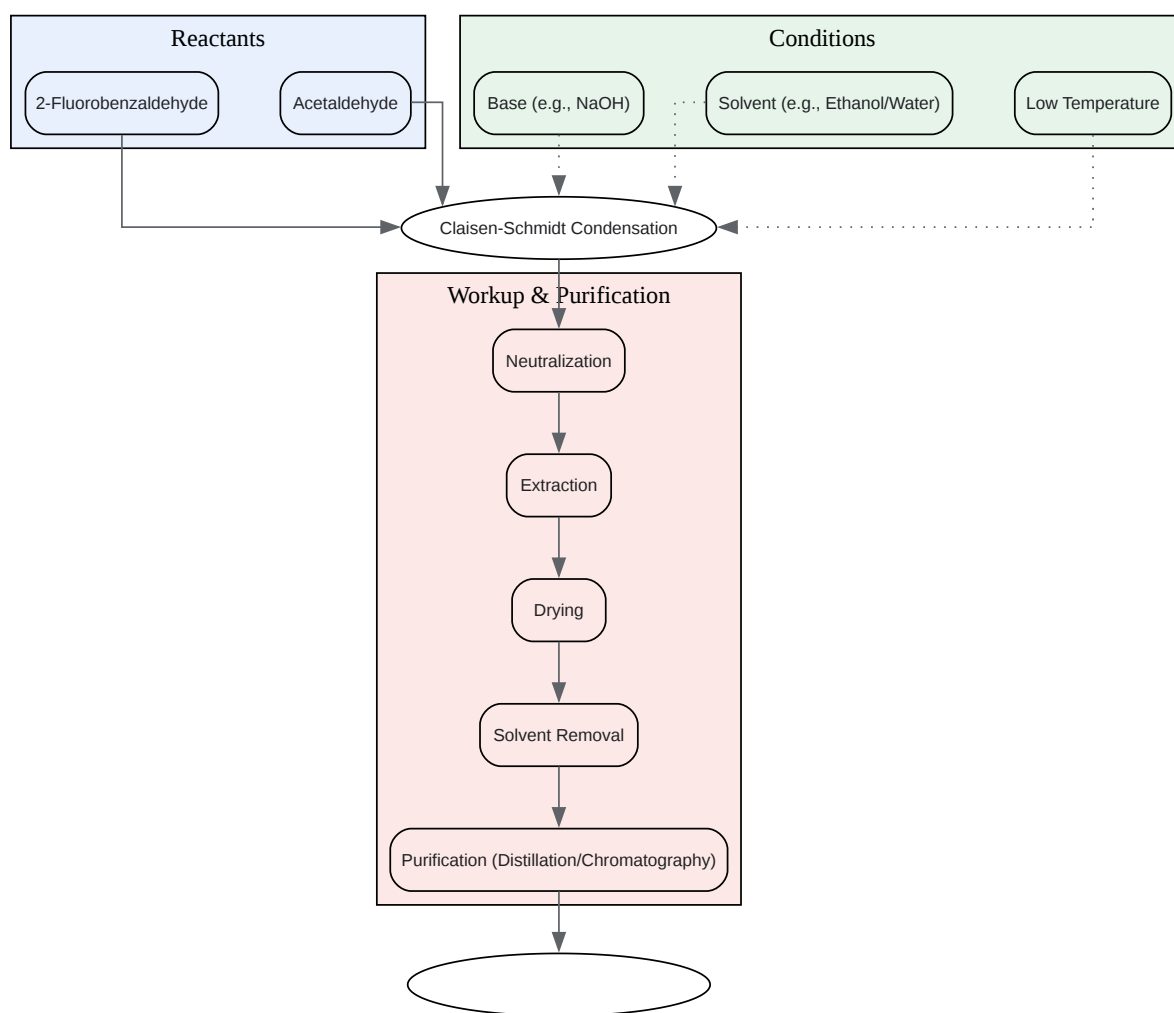 Reactants
Conditions
2-Fluorobenzaldehyde
Acetaldehyde
Base (e.g., NaOH)
Solvent (e.g., Ethanol/Water)
Low Temperature
Claisen-Schmidt Condensation
Workup & Purification
Neutralization
Extraction
Drying
Solvent Removal
Purification (Distillation/Chromatography)